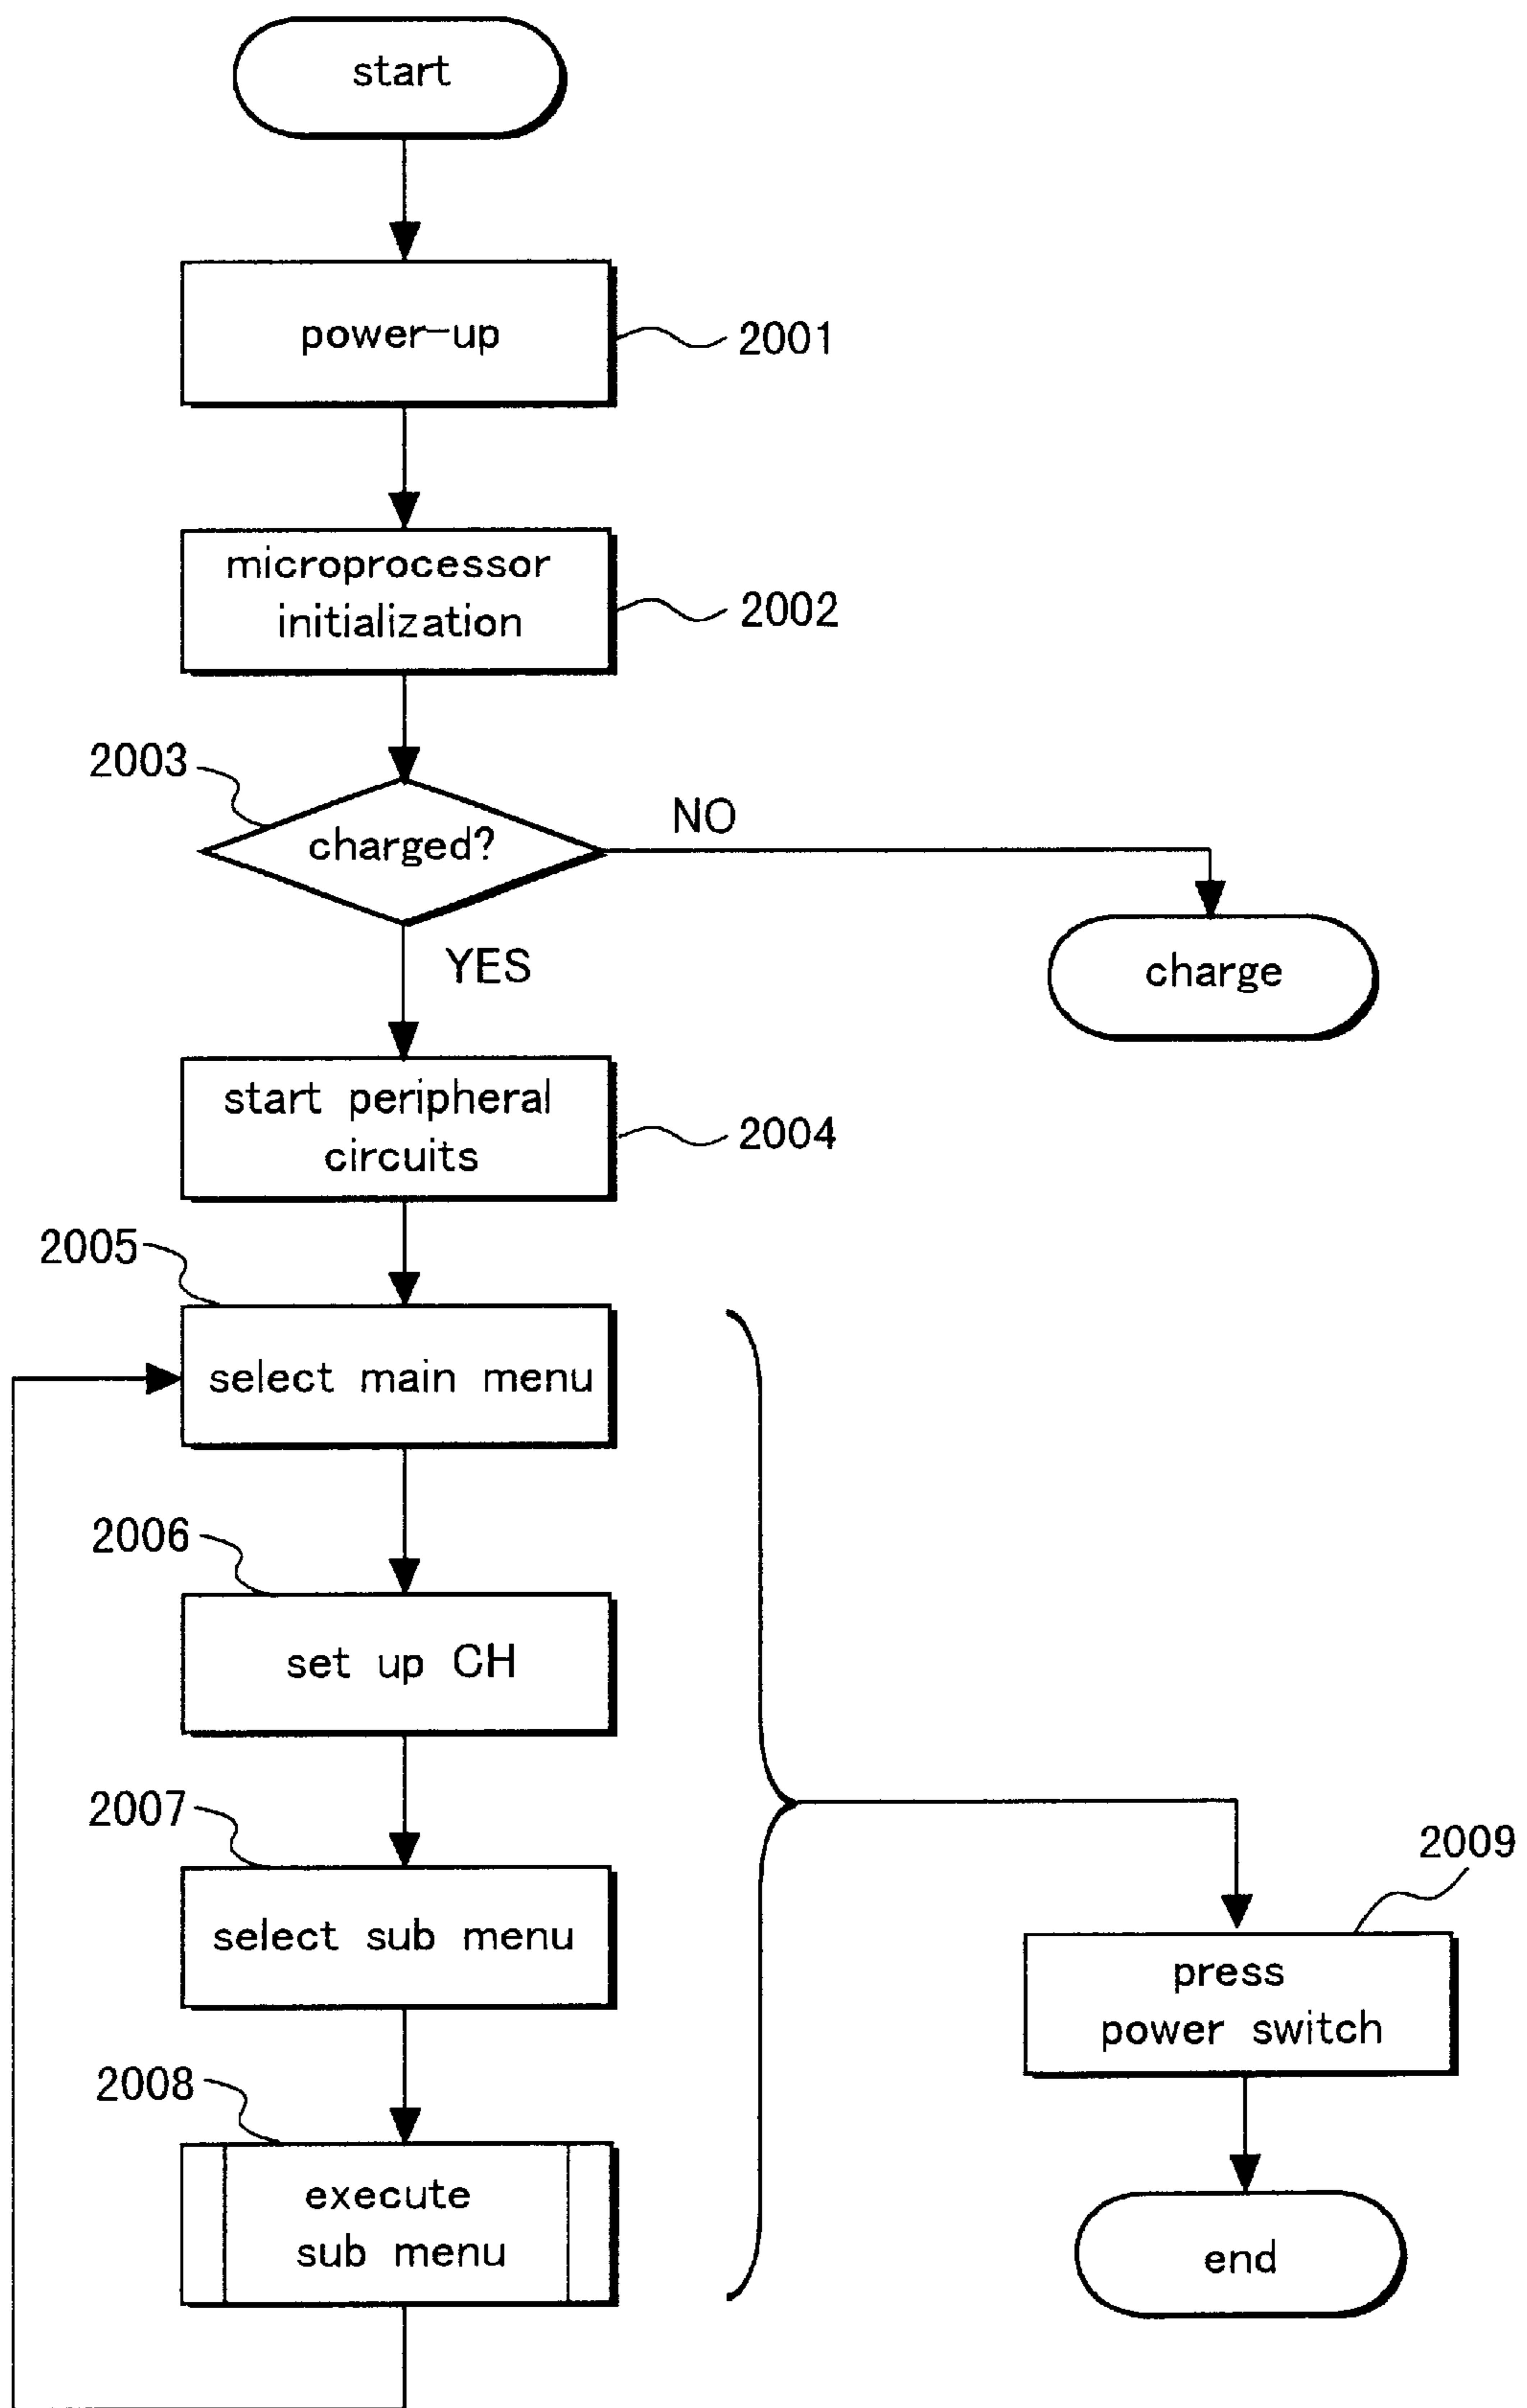 start
power-up
2001
microprocessor
initialization
2002
2003
charged?
NO
YES
charge
start peripheral
circuits
2004
2005
select main menu
2006
set up CH
2007
select sub menu
2008
execute
sub menu
2009
press
power switch
end